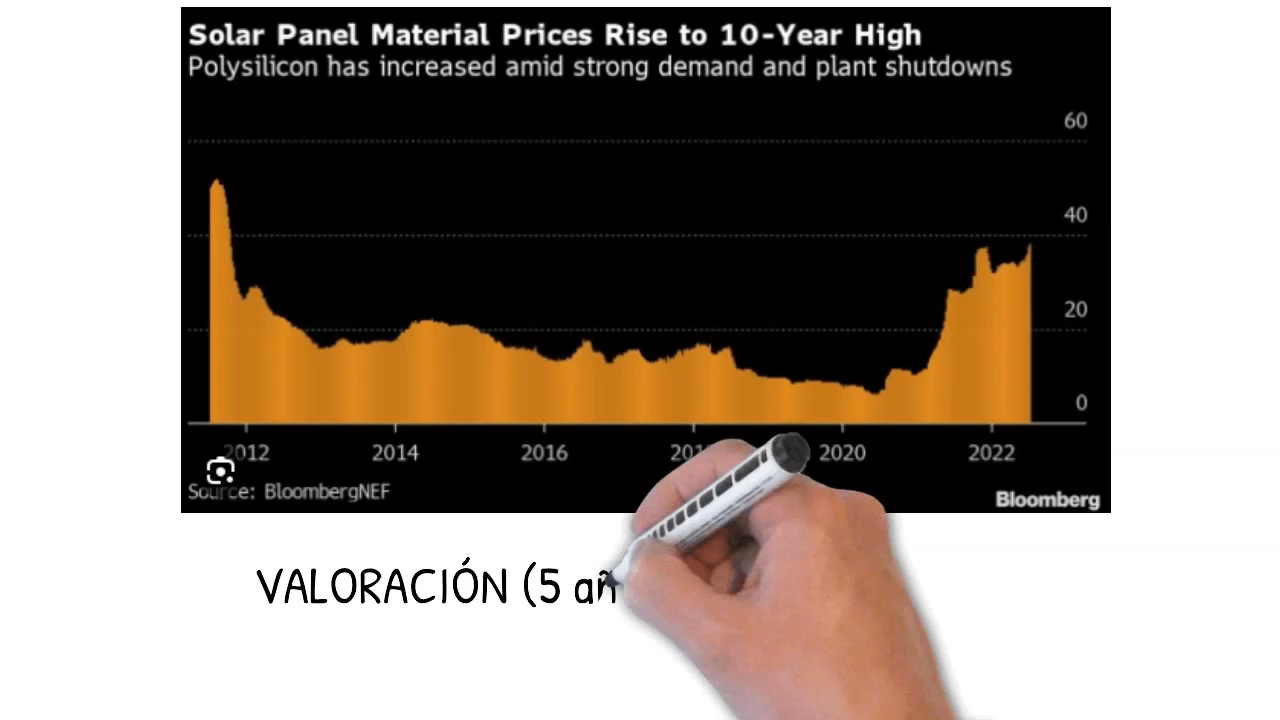 Solar Panel Material Prices Rise to 10-Year High
Polysilicon has increased amid strong demand and plant shutdowns
60
40
20
0
2012 2014 2016 2020 2022
Source: BloombergNEF
Bloomberg
VALORACIÓN (5 añ